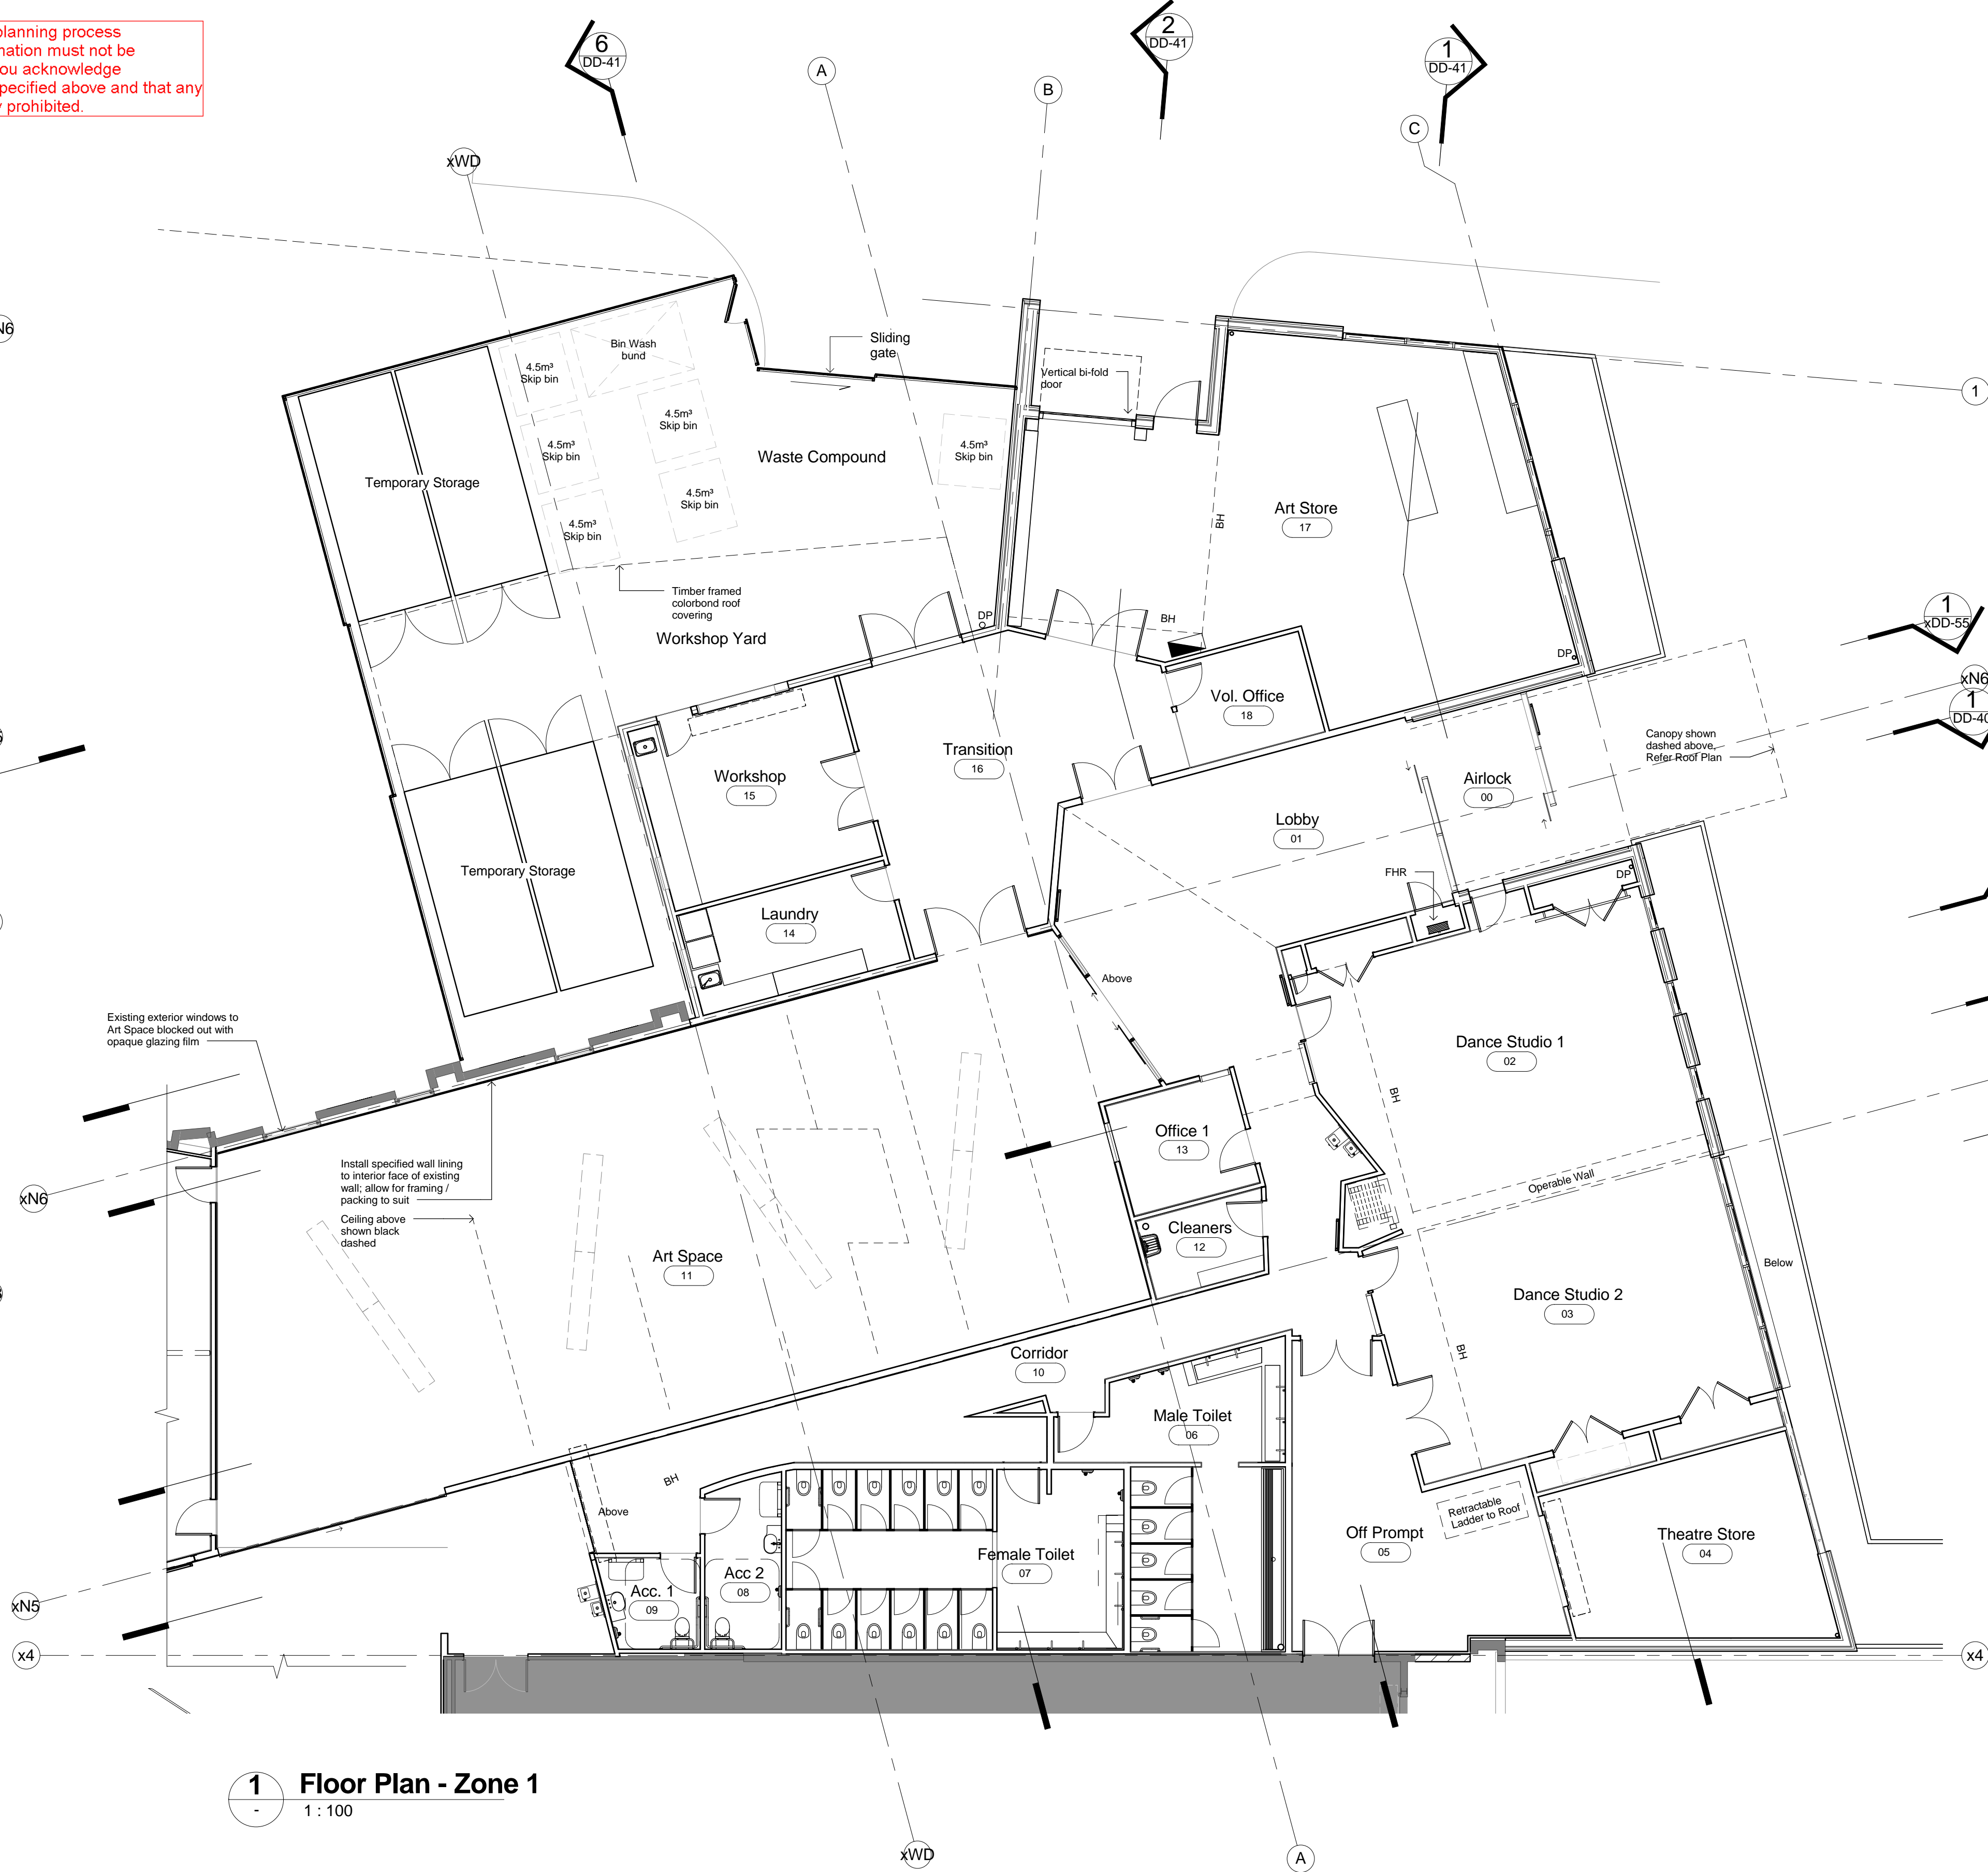 planning process
mation must not be
ou acknowledge
pecified above and that any
y prohibited.
6
DD-41
2
DD-41
1
DD-41
A
B
C
xWD
N6
1
Sliding
gate
Bin Wash
bund
4.5m³
Skip bin
4.5m³
Skip bin
4.5m³
Skip bin
4.5m³
Skip bin
4.5m³
Skip bin
4.5m³
Skip bin
Vertical bi-fold
door
Waste Compound
Temporary Storage
Art Store
17
BH
Timber framed
colorbond roof
covering
Workshop Yard
DP
BH
DP
1
xDD-55
xN6
1
DD-40
Vol. Office
18
Transition
16
Workshop
15
Canopy shown
dashed above,
Refer Roof Plan
Airlock
00
Lobby
01
Temporary Storage
FHR
DP
Laundry
14
Above
Existing exterior windows to
Art Space blocked out with
opaque glazing film
Dance Studio 1
02
BH
Office 1
13
Install specified wall lining
to interior face of existing
wall; allow for framing /
packing to suit
Ceiling above
shown black
dashed
xN6
Operable Wall
Cleaners
12
Art Space
11
Below
Dance Studio 2
03
BH
Corridor
10
Male Toilet
06
BH
Above
Retractable
Ladder to Roof
Off Prompt
05
Theatre Store
04
Female Toilet
07
Acc 2
08
Acc. 1
09
xN5
x4
x4
1
-
Floor Plan - Zone 1
1 : 100
xWD
A